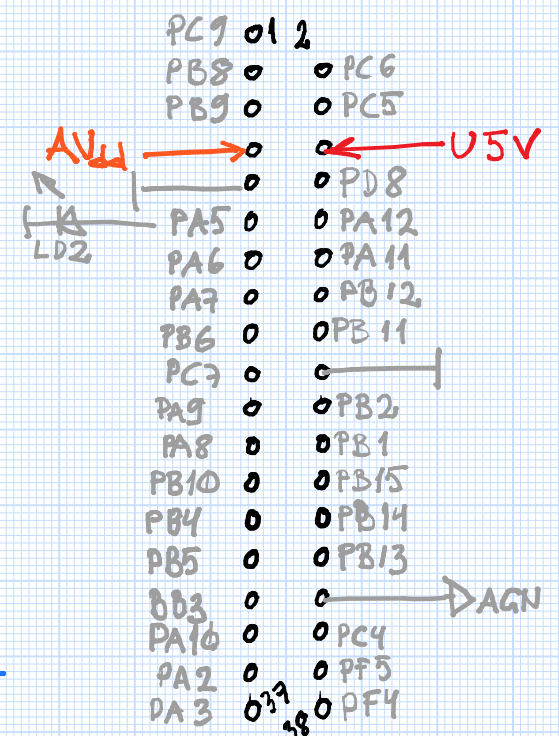 PC9 1 2
PB8 PC6
PB9 PC5
AVdd U5V
PD8
PA5 PA12
LD2
PA6 PA11
PA7 PB12
PB6 PB11
PC7
PA9 PB2
PA8 PB1
PB10 PB15
PB4 PB14
PB5 PB13
BB3 AGN
PA10 PC4
PA2 PF5
PA3 37 38 PF4